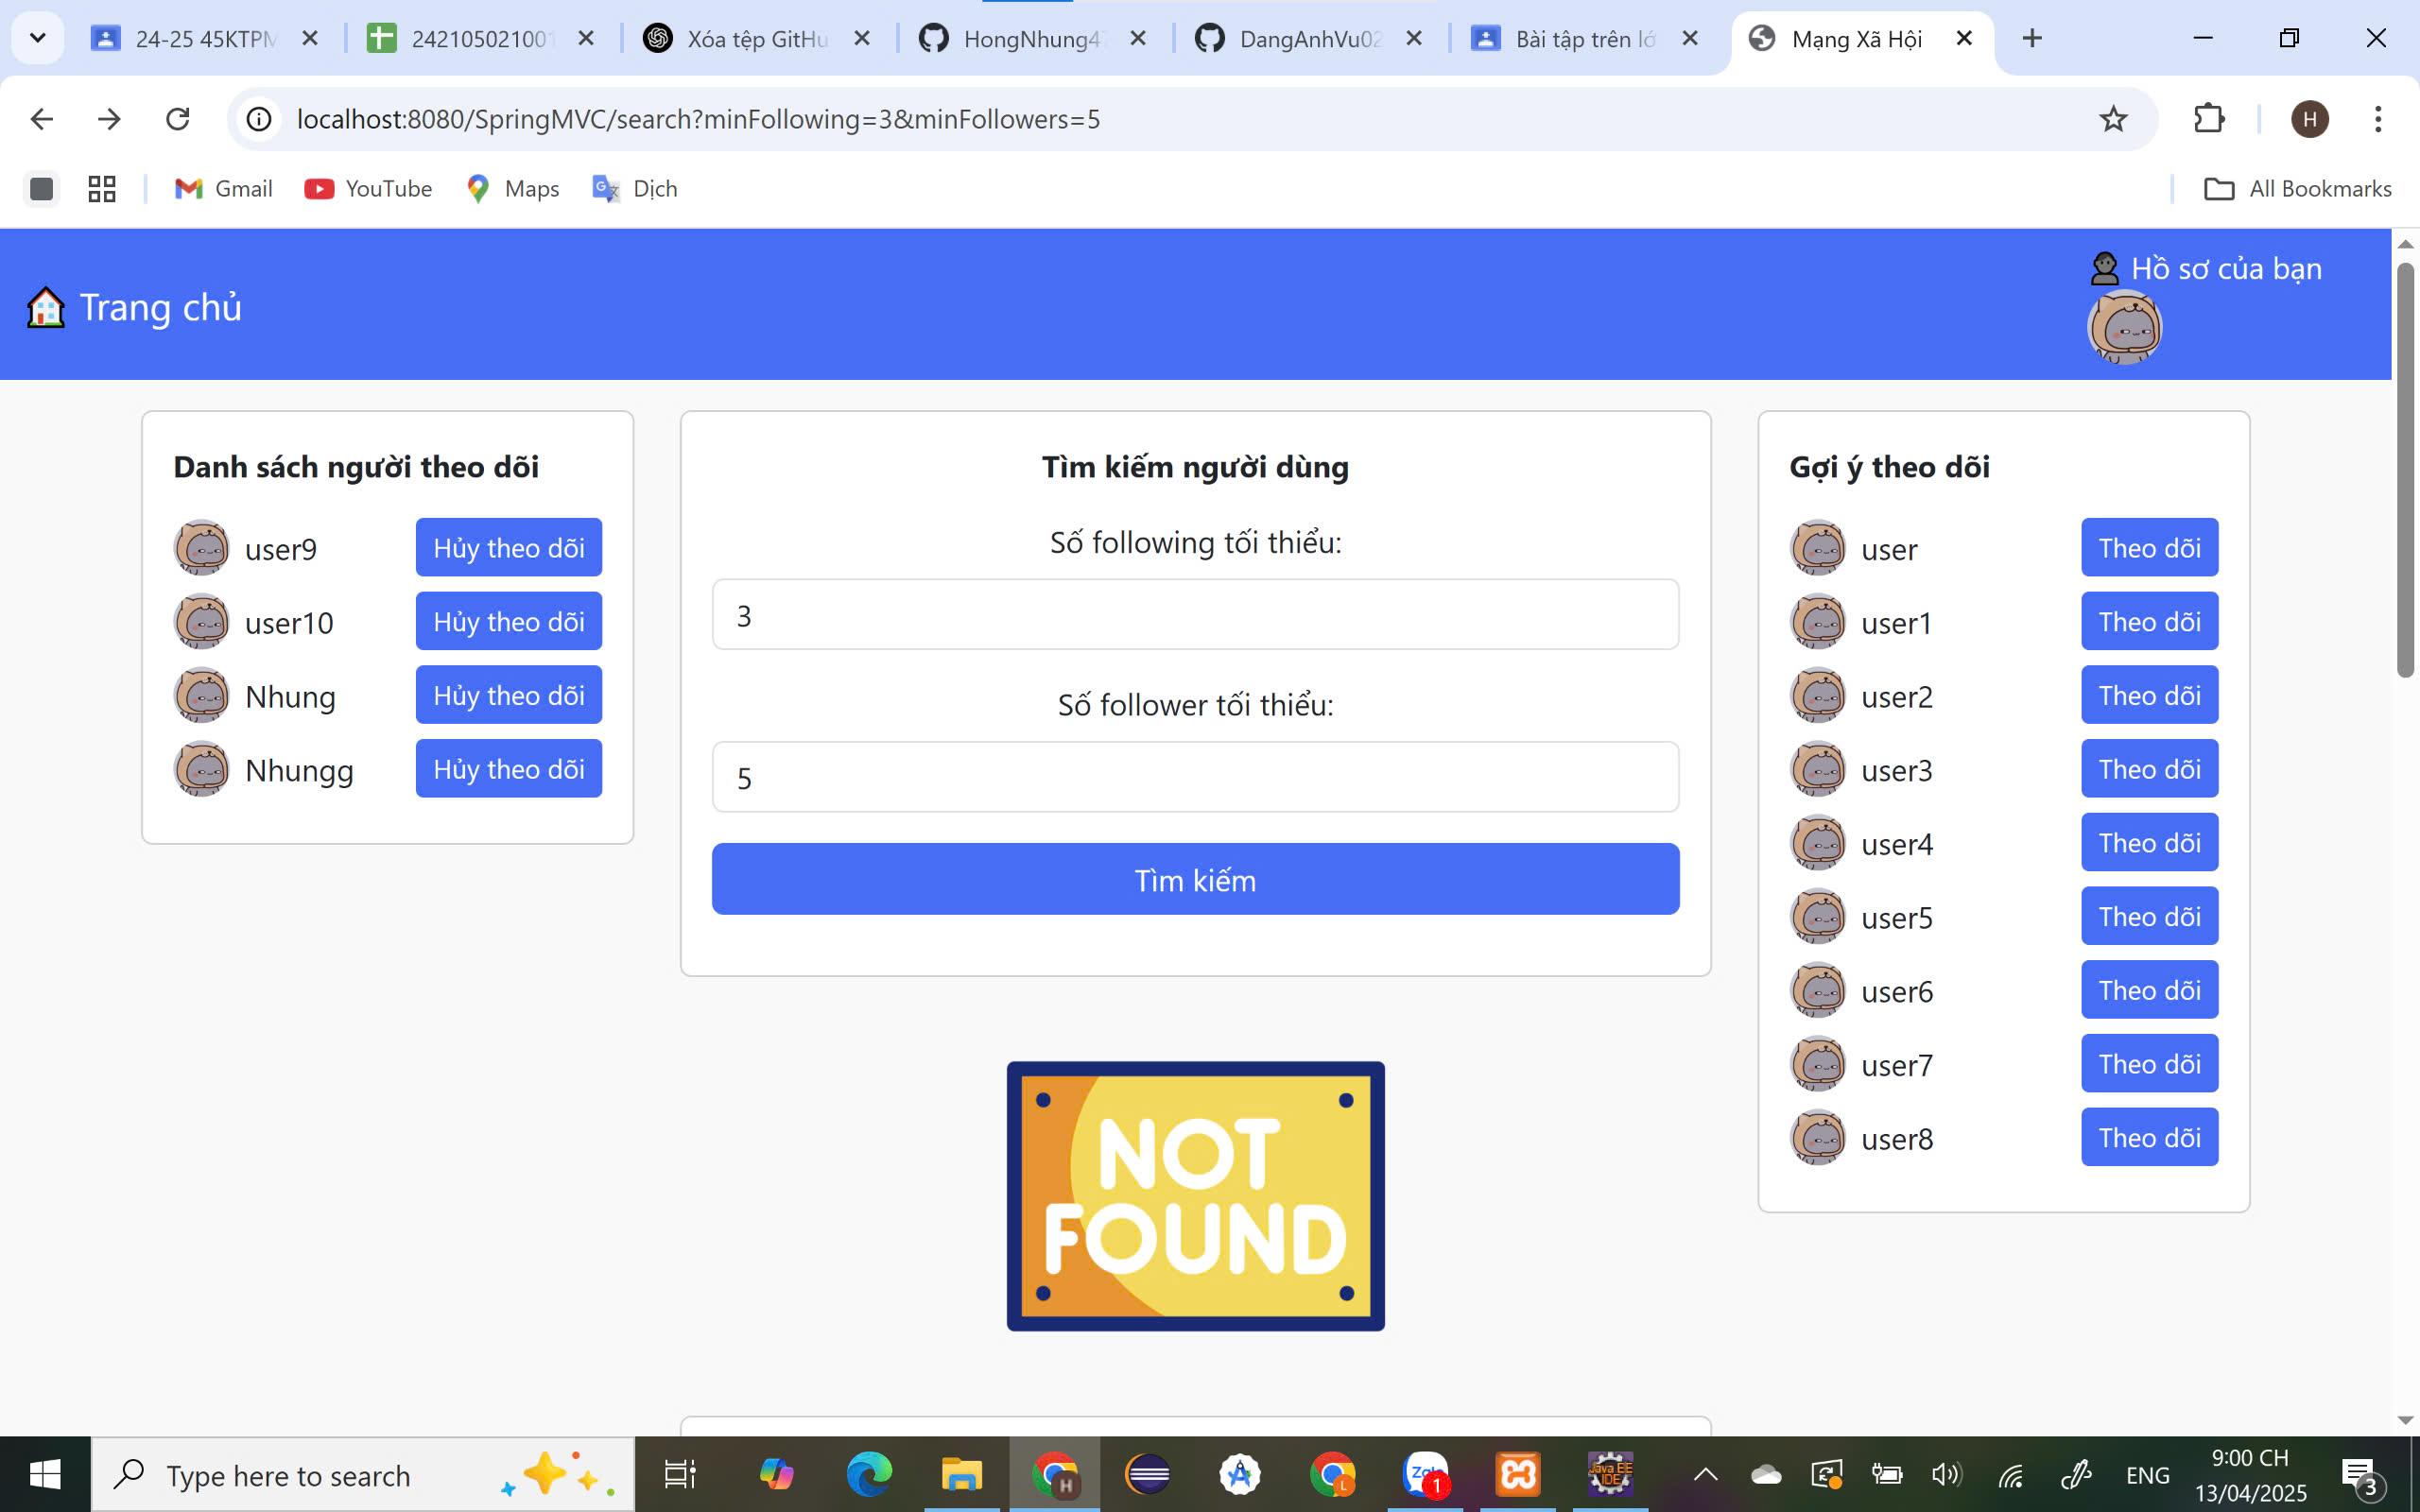 24-25 45KTPM
242105021001
Xóa tệp GitHu
HongNhung4
DangAnhVu02
Bài tập trên lớ
Mạng Xã Hội
localhost:8080/SpringMVC/search?minFollowing=3&minFollowers=5
H
Gmail
YouTube
Maps
Dịch
All Bookmarks
Trang chủ
Hồ sơ của bạn
Danh sách người theo dõi
user9 Hủy theo dõi
user10 Hủy theo dõi
Nhung Hủy theo dõi
Nhungg Hủy theo dõi
Tìm kiếm người dùng
Số following tối thiểu:
3
Số follower tối thiểu:
5
Tìm kiếm
NOT
FOUND
Gợi ý theo dõi
user Theo dõi
user1 Theo dõi
user2 Theo dõi
user3 Theo dõi
user4 Theo dõi
user5 Theo dõi
user6 Theo dõi
user7 Theo dõi
user8 Theo dõi
Type here to search
H
L
Zalo
1
Java EE
IDE
ENG
9:00 CH
13/04/2025
3